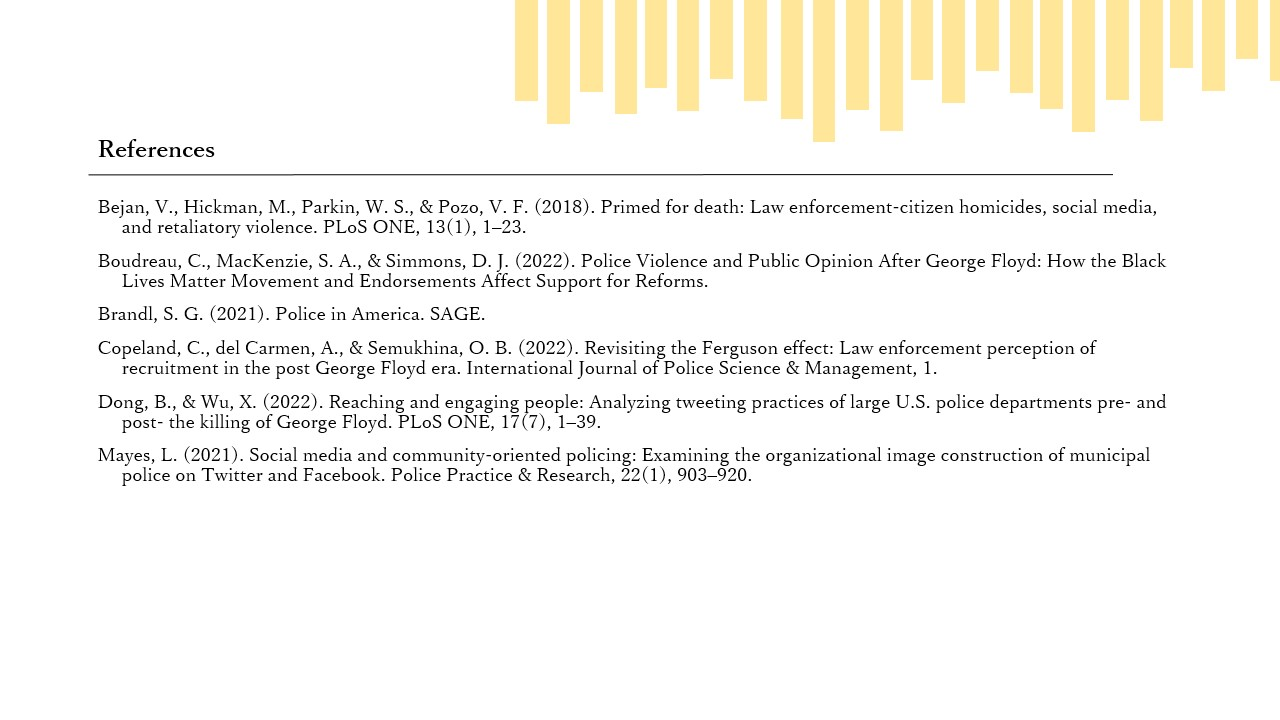 References
Bejan, V., Hickman, M., Parkin, W. S., & Pozo, V. F. (2018). Primed for death: Law enforcement-citizen homicides, social media,
and retaliatory violence. PLoS ONE, 13(1), 1–23.
Boudreau, C., MacKenzie, S. A., & Simmons, D. J. (2022). Police Violence and Public Opinion After George Floyd: How the Black
Lives Matter Movement and Endorsements Affect Support for Reforms.
Brandl, S. G. (2021). Police in America. SAGE.
Copeland, C., del Carmen, A., & Semukhina, O. B. (2022). Revisiting the Ferguson effect: Law enforcement perception of
recruitment in the post George Floyd era. International Journal of Police Science & Management, 1.
Dong, B., & Wu, X. (2022). Reaching and engaging people: Analyzing tweeting practices of large U.S. police departments pre- and
post- the killing of George Floyd. PLoS ONE, 17(7), 1–39.
Mayes, L. (2021). Social media and community-oriented policing: Examining the organizational image construction of municipal
police on Twitter and Facebook. Police Practice & Research, 22(1), 903–920.